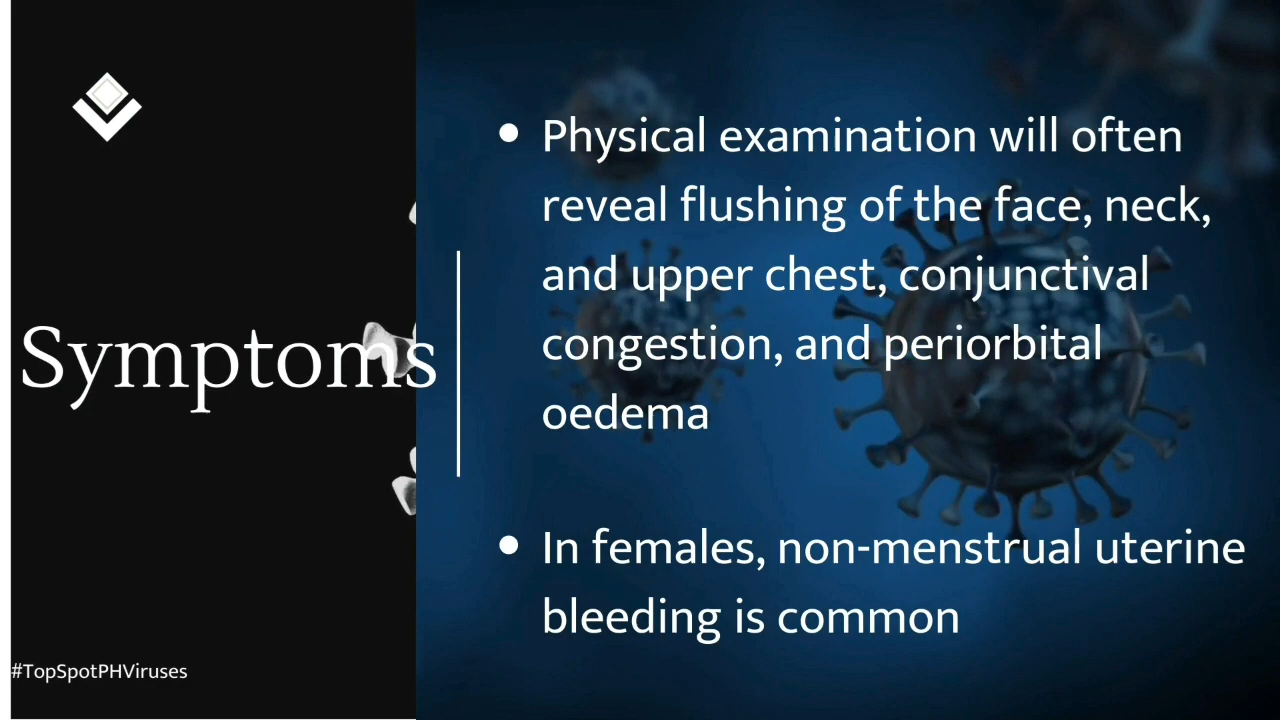 Symptoms
#TopSpotPHViruses
• Physical examination will often
reveal flushing of the face, neck,
and upper chest, conjunctival
congestion, and periorbital
oedema
• In females, non-menstrual uterine
bleeding is common